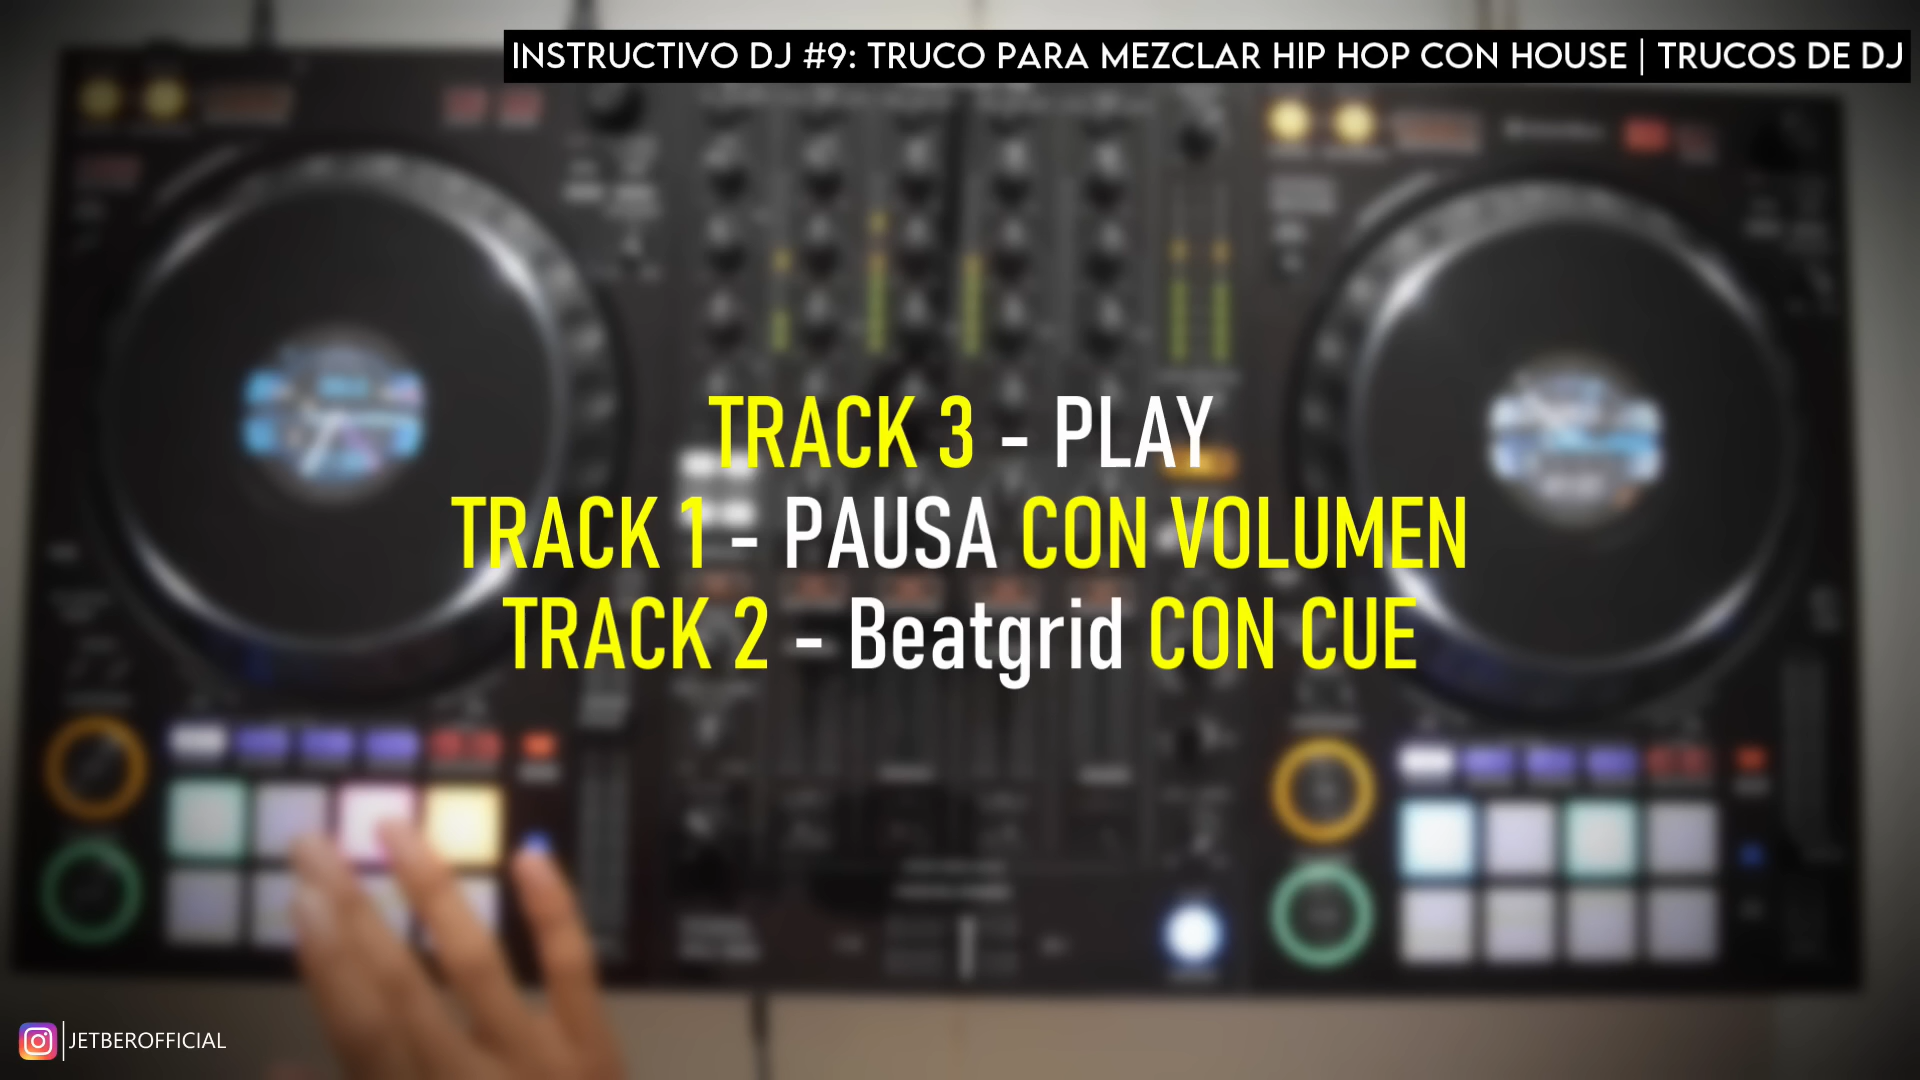 INSTRUCTIVO DJ #9: TRUCO PARA MEZCLAR HIP HOP CON HOUSE | TRUCOS DE DJ
TRACK 3 - PLAY
TRACK 1 - PAUSA CON VOLUMEN
TRACK 2 - Beatgrid CON CUE
JETBEROFFICIAL